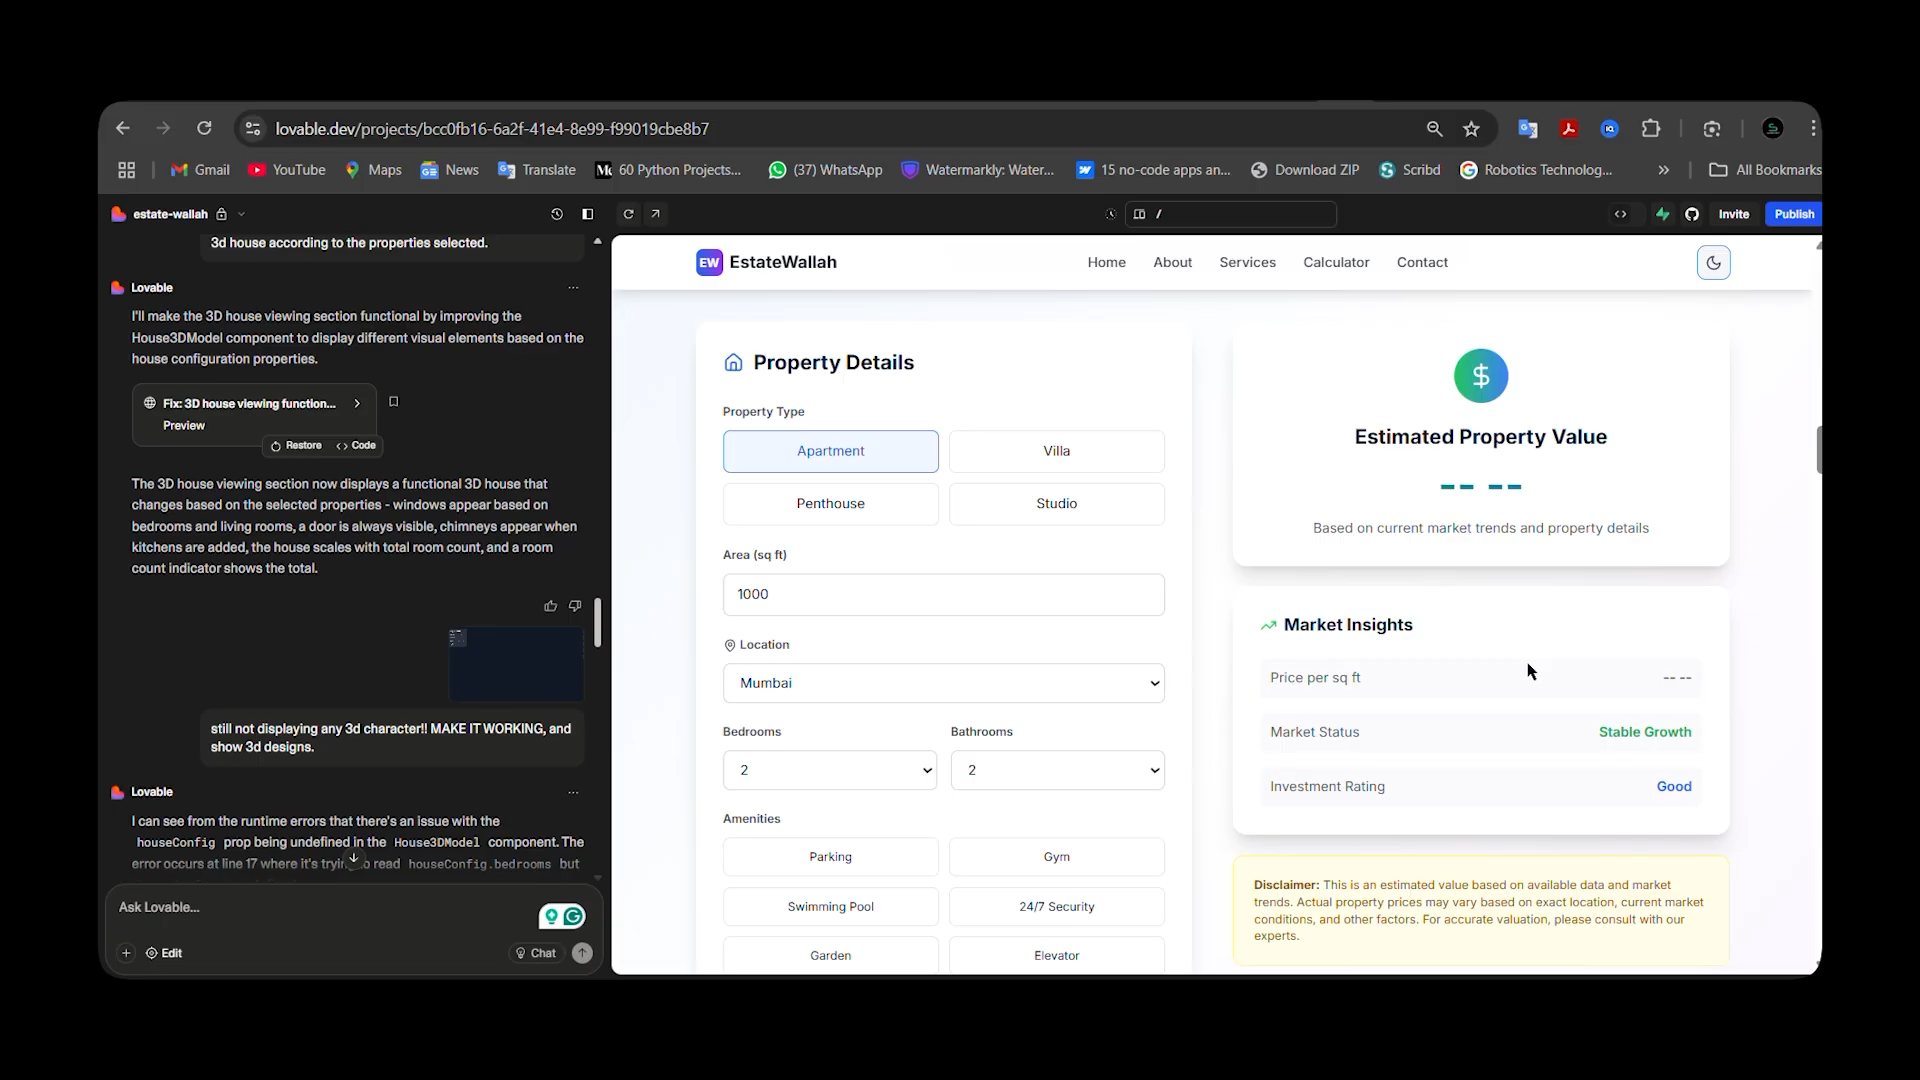 lovable.dev/projects/bcc0fb16-6a2f-41e4-8e99-f99019cbe8b7
Gmail
YouTube
Maps
News
Translate
60 Python Projects...
(37) WhatsApp
Watermarkly: Water...
15 no-code apps an...
Download ZIP
Scribd
Robotics Technolog...
»
All Bookmarks
estate-wallah
/
Invite
Publish
3d house according to the properties selected.
Lovable
I'll make the 3D house viewing section functional by improving the
House3DModel component to display different visual elements based on the
house configuration properties.
Fix: 3D house viewing function...
Preview
Restore
Code
The 3D house viewing section now displays a functional 3D house that
changes based on the selected properties - windows appear based on
bedrooms and living rooms, a door is always visible, chimneys appear when
kitchens are added, the house scales with total room count, and a room
count indicator shows the total.
still not displaying any 3d character!! MAKE IT WORKING, and
show 3d designs.
Lovable
I can see from the runtime errors that there's an issue with the
houseConfig prop being undefined in the House3DModel component. The
error occurs at line 17 where it's read houseConfig.bedrooms but
Ask Lovable...
Edit
Chat
EW EstateWallah
Home
About
Services
Calculator
Contact
Property Details
Property Type
Apartment
Villa
Penthouse
Studio
Area (sq ft)
1000
Location
Mumbai
Bedrooms
Bathrooms
2
2
Amenities
Parking
Gym
Swimming Pool
24/7 Security
Garden
Elevator
$
Estimated Property Value
-- --
Based on current market trends and property details
Market Insights
Price per sq ft
-- --
Market Status
Stable Growth
Investment Rating
Good
Disclaimer: This is an estimated value based on available data and market
trends. Actual property prices may vary based on exact location, current market
conditions, and other factors. For accurate valuation, please consult with our
experts.